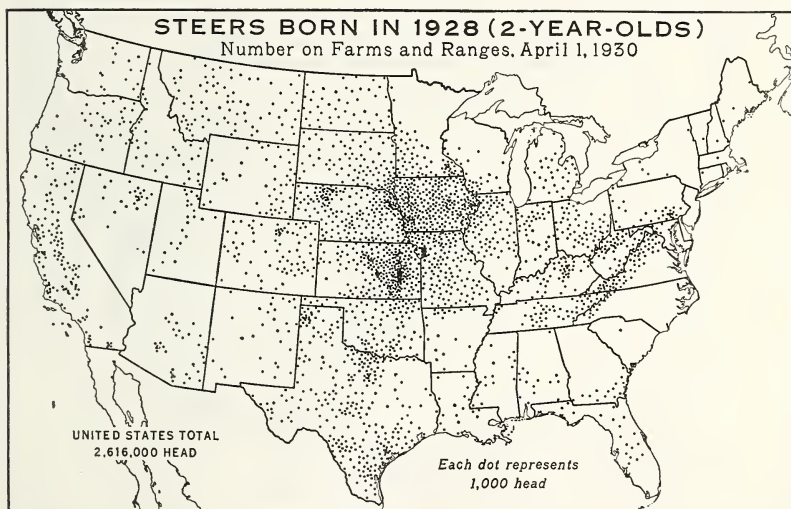 STEERS BORN IN 1928 (2-YEAR-OLDS)
Number on Farms and Ranges, April 1, 1930
UNITED STATES TOTAL
2,616,000 HEAD
Each dot represents
1,000 head